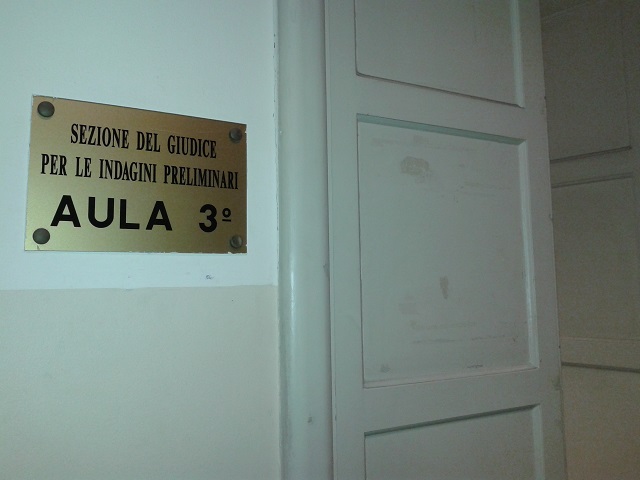 SEZIONE DEL GIUDICE
PER LE INDAGINI PRELIMINARI
AULA 3º